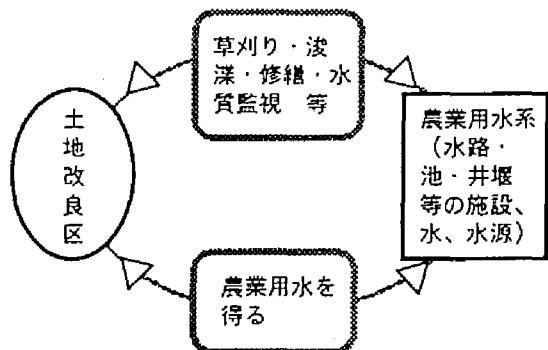 草刈り・浚
渫・修繕・水
質監視　等
土地改良区
農業用水系
（水路・
池・井堰
等の施設、
水、水源）
農業用水を
得る